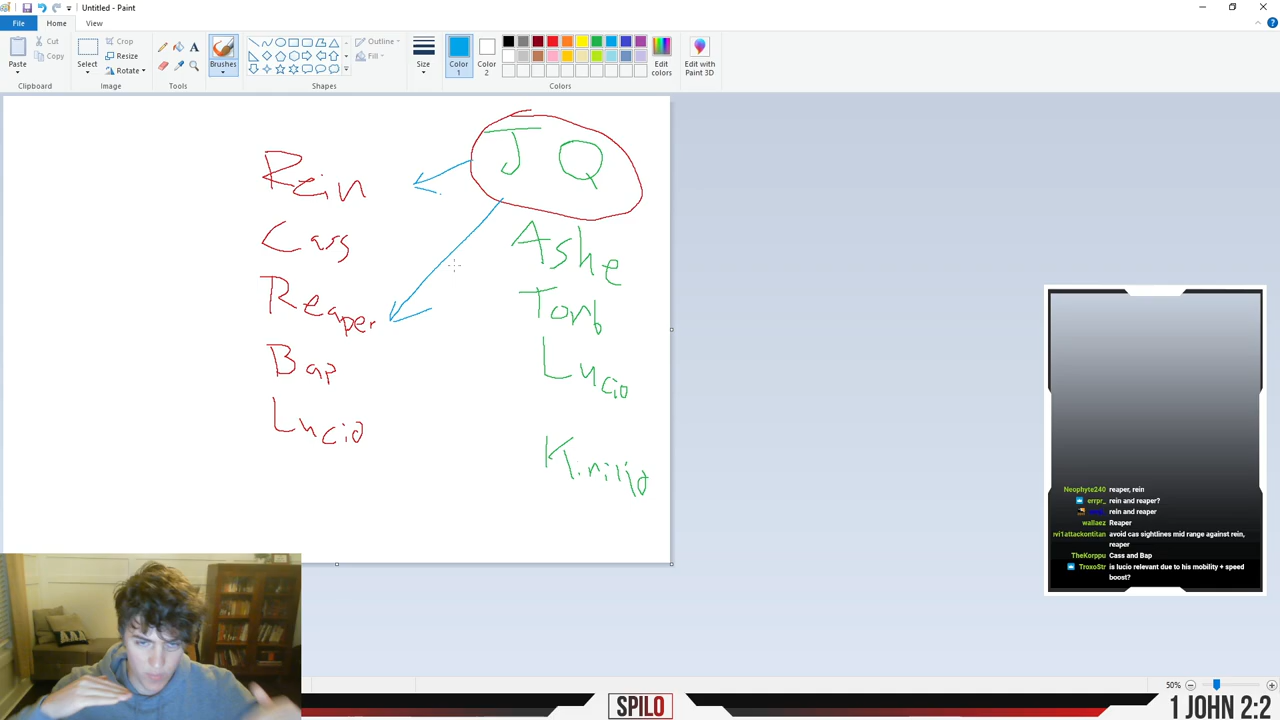 Untitled - Paint
File
Home
View
Paste
Cut
Copy
Clipboard
Select
Crop
Resize
Rotate
Image
Tools
Brushes
Outline
Fill
Shapes
Size
Color 1
Color 2
Edit colors
Colors
Edit with Paint 3D
J Q
Rein
Cass
Reaper
Bap
Lucio
Ashe
Torb
Lucio
Kiriko
Neophyte240 reaper, rein
errpr_ rein and reaper?
rein and reaper
wallaez Reaper
rvi1attackontitan avoid cas sightlines mid range against rein,
reaper
TheKorppu Cass and Bap
TroxoStr is lucio relevant due to his mobility + speed
boost?
50%
SPILO
1 JOHN 2:2